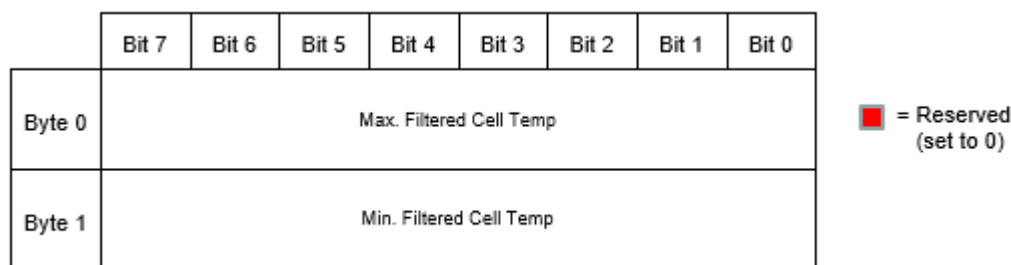 Bit 7 Bit 6 Bit 5 Bit 4 Bit 3 Bit 2 Bit 1 Bit 0
Byte 0 Max. Filtered Cell Temp
= Reserved
(set to 0)
Byte 1 Min. Filtered Cell Temp